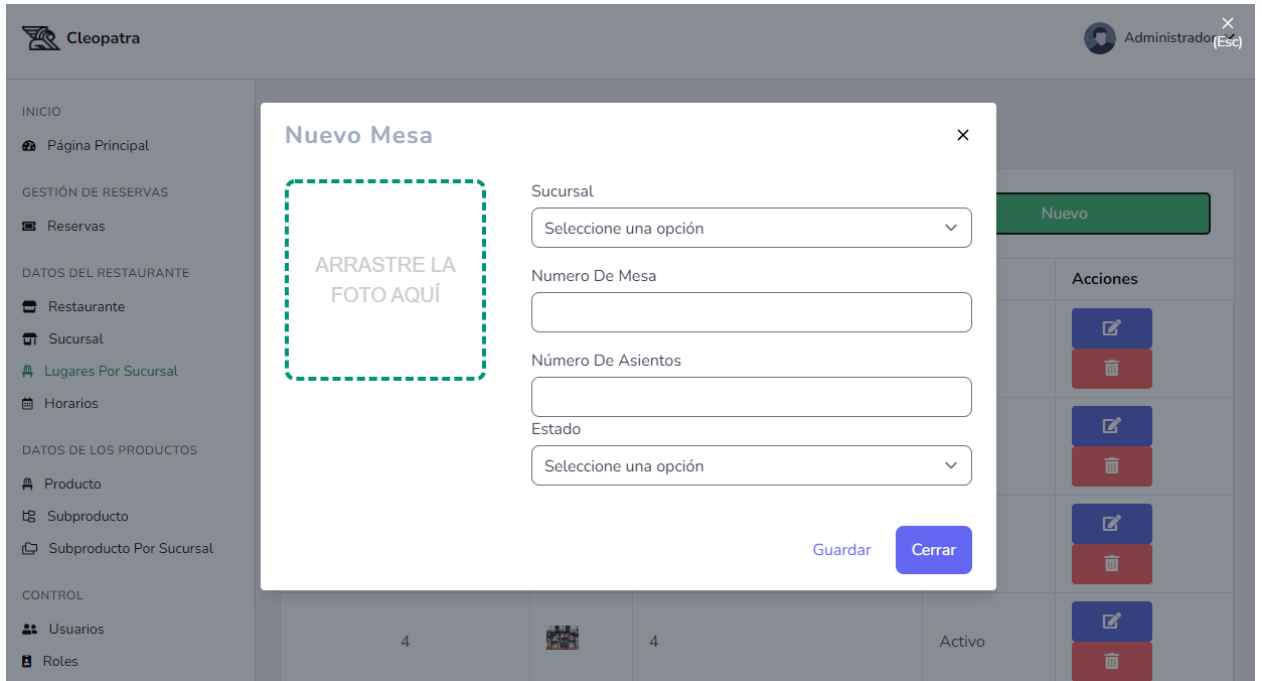 Cleopatra
Administrador
(Esc)
INICIO
Página Principal
GESTIÓN DE RESERVAS
Reservas
DATOS DEL RESTAURANTE
Restaurante
Sucursal
Lugares Por Sucursal
Horarios
DATOS DE LOS PRODUCTOS
Producto
Subproducto
Subproducto Por Sucursal
CONTROL
Usuarios
Roles
Nuevo Mesa
ARRASTRE LA
FOTO AQUÍ
Sucursal
Seleccione una opción
Numero De Mesa
Número De Asientos
Estado
Seleccione una opción
Guardar
Cerrar
Nuevo
Acciones
4
4
Activo